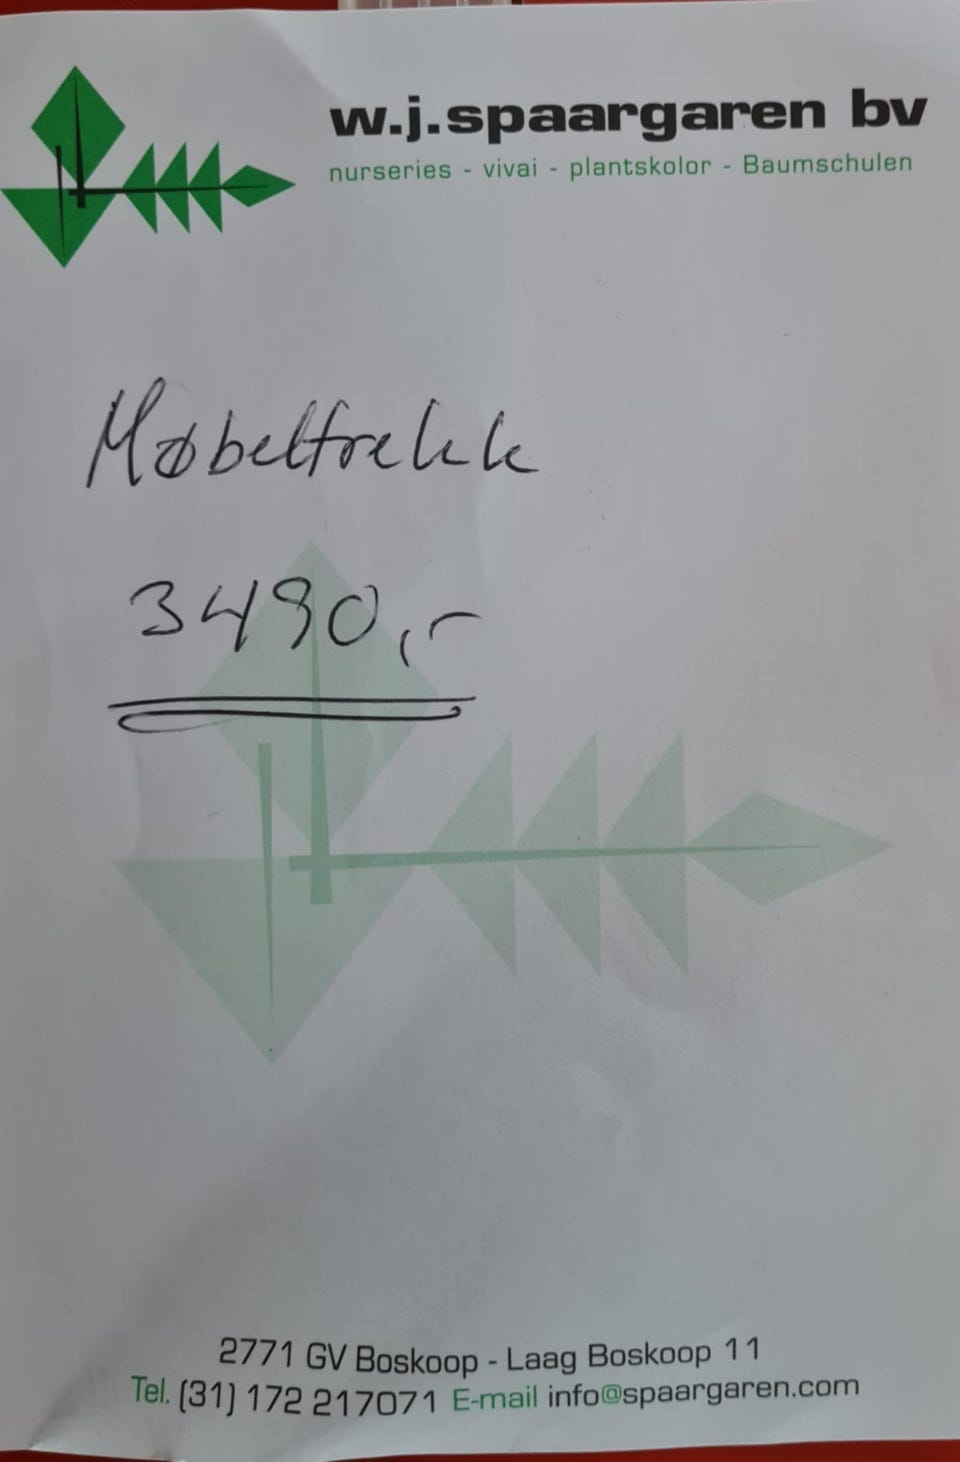 w.j.spaargaren bv
nurseries - vivai - plantskolor - Baumschulen
Møbeltrekk
3490,-
2771 GV Boskoop - Laag Boskoop 11
Tel. (31) 172 217071 E-mail info@spaargaren.com